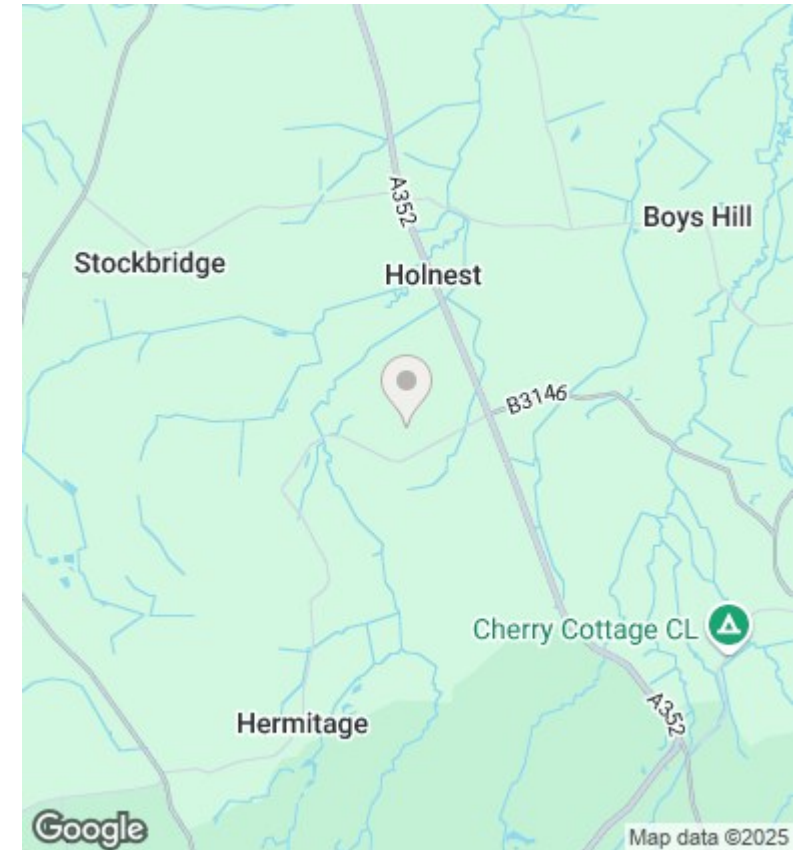 A352
Boys Hill
Stockbridge
Holnest
B3146
Cherry Cottage CL
A352
Hermitage
Google
Map data ©2025